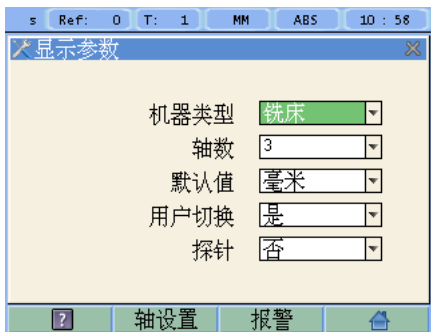 s Ref: 0 T: 1 MM ABS 10 : 58
显示参数
机器类型 铣床
轴数 3
默认值 毫米
用户切换 是
探针 否
? 轴设置 报警